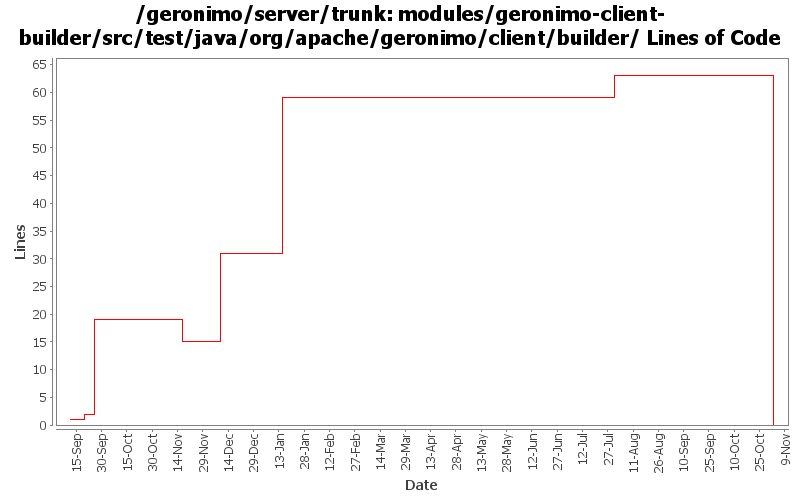 /geronimo/server/trunk: modules/geronimo-client-
builder/src/test/java/org/apache/geronimo/client/builder/ Lines of Code
65
60
55
50
45
40
35
30
25
20
15
10
5
0
Lines
15-Sep
30-Sep
15-Oct
30-Oct
14-Nov
29-Nov
14-Dec
29-Dec
13-Jan
28-Jan
12-Feb
27-Feb
14-Mar
29-Mar
13-Apr
28-Apr
13-May
28-May
12-Jun
27-Jun
12-Jul
27-Jul
11-Aug
26-Aug
10-Sep
25-Sep
10-Oct
25-Oct
9-Nov
Date